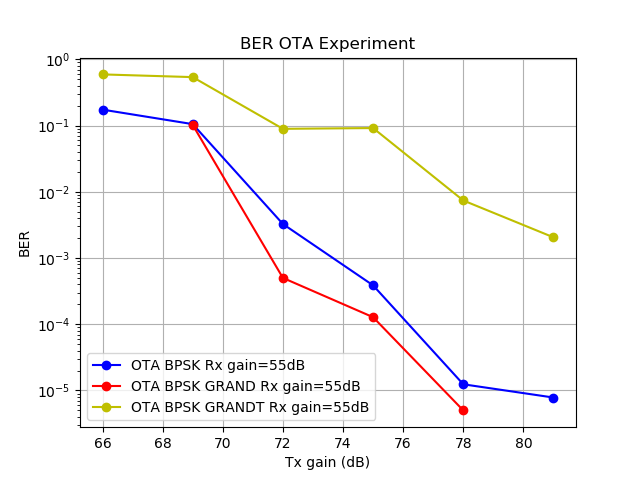 BER OTA Experiment
BER
10⁰
10⁻¹
10⁻²
10⁻³
10⁻⁴
10⁻⁵
OTA BPSK Rx gain=55dB
OTA BPSK GRAND Rx gain=55dB
OTA BPSK GRANDT Rx gain=55dB
66 68 70 72 74 76 78 80
Tx gain (dB)